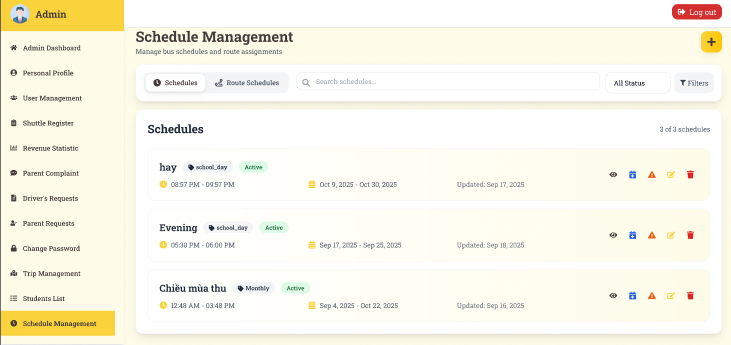 Admin
Log out
Admin Dashboard
Personal Profile
User Management
Shuttle Register
Revenue Statistic
Parent Complaint
Driver's Requests
Parent Requests
Change Password
Trip Management
Students List
Schedule Management
Schedule Management
Manage bus schedules and route assignments
Schedules Route Schedules Search schedules... All Status Filters
Schedules 3 of 3 schedules
hay school_day Active
08:57 PM - 09:57 PM Oct 9, 2025 - Oct 30, 2025 Updated: Sep 17, 2025
Evening school_day Active
05:30 PM - 06:00 PM Sep 17, 2025 - Sep 25, 2025 Updated: Sep 18, 2025
Chiều mùa thu Monthly Active
12:48 AM - 03:48 PM Sep 4, 2025 - Oct 22, 2025 Updated: Sep 16, 2025